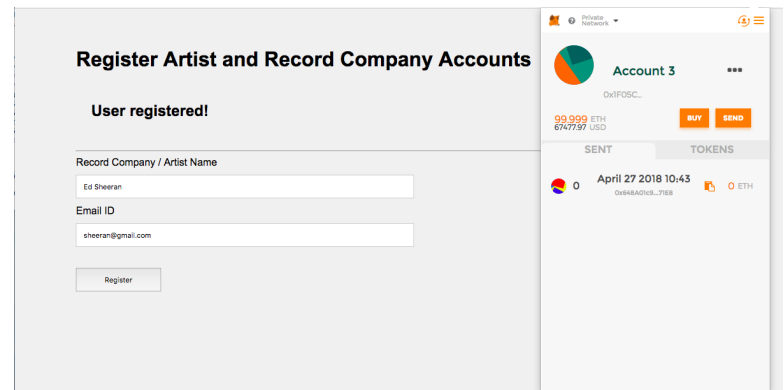 Register Artist and Record Company Accounts
User registered!
Record Company / Artist Name
Ed Sheeran
Email ID
sheeran@gmail.com
Register
Private
Network
Account 3
0x1F05C...
99.999 ETH
67477.97 USD
BUY SEND
SENT TOKENS
0 April 27 2018 10:43 0 ETH
0x646A01c9...71E8